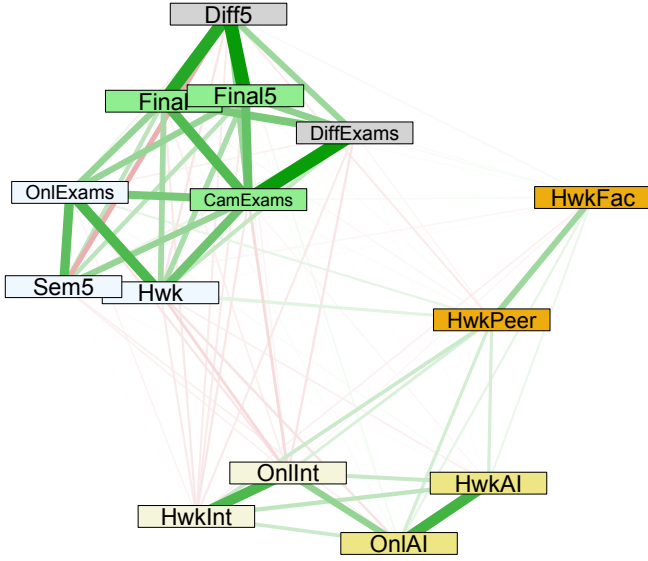 Diff5
Final
Final5
DiffExams
OnlExams
CamExams
HwkFac
Sem5
Hwk
HwkPeer
OnlInt
HwkAI
HwkInt
OnlAI